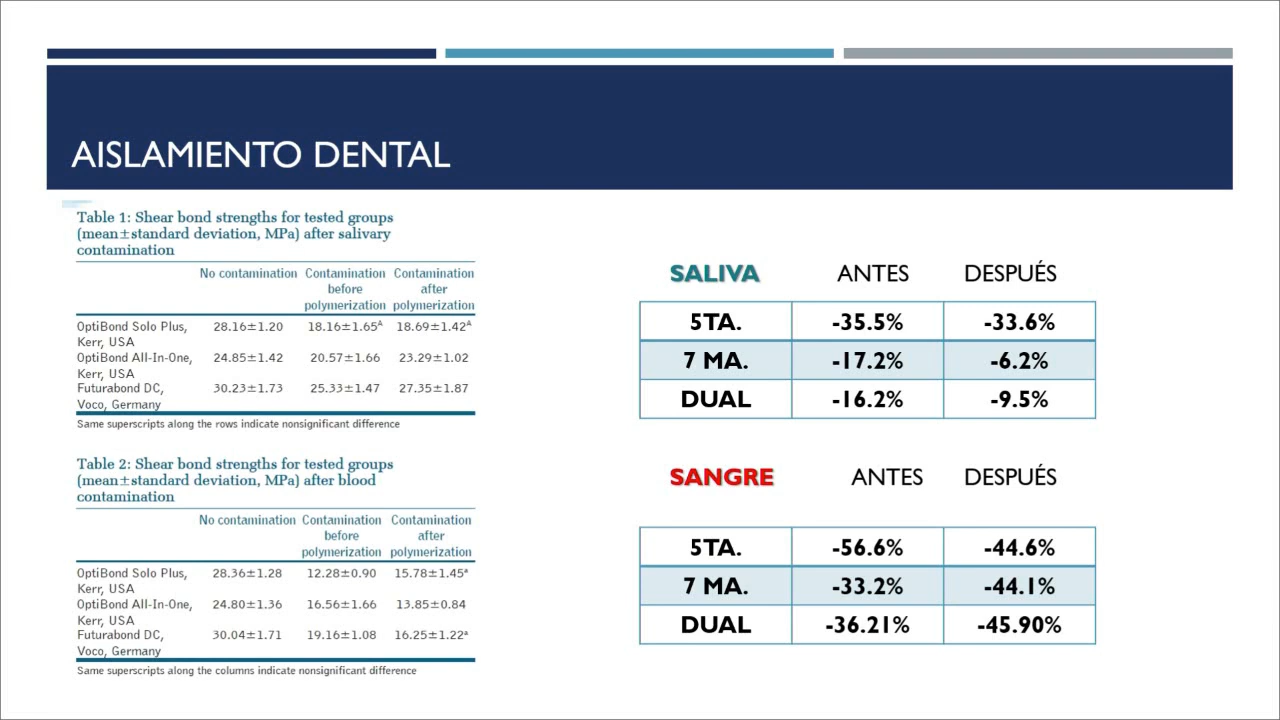 AISLAMIENTO DENTAL
Table 1: Shear bond strengths for tested groups
(mean±standard deviation, MPa) after salivary
contamination
No contamination Contamination before polymerization Contamination after polymerization
OptiBond Solo Plus, Kerr, USA 28.16±1.20 18.16±1.65ᴬ 18.69±1.42ᴬ
OptiBond All-In-One, Kerr, USA 24.85±1.42 20.57±1.66 23.29±1.02
Futurabond DC, Voco, Germany 30.23±1.73 25.33±1.47 27.35±1.87
Same superscripts along the rows indicate nonsignificant difference
Table 2: Shear bond strengths for tested groups
(mean±standard deviation, MPa) after blood
contamination
No contamination Contamination before polymerization Contamination after polymerization
OptiBond Solo Plus, Kerr, USA 28.36±1.28 12.28±0.90 15.78±1.45ᵃ
OptiBond All-In-One, Kerr, USA 24.80±1.36 16.56±1.66 13.85±0.84
Futurabond DC, Voco, Germany 30.04±1.71 19.16±1.08 16.25±1.22ᵃ
Same superscripts along the columns indicate nonsignificant difference
SALIVA ANTES DESPUÉS
5TA. -35.5% -33.6%
7 MA. -17.2% -6.2%
DUAL -16.2% -9.5%
SANGRE ANTES DESPUÉS
5TA. -56.6% -44.6%
7 MA. -33.2% -44.1%
DUAL -36.21% -45.90%